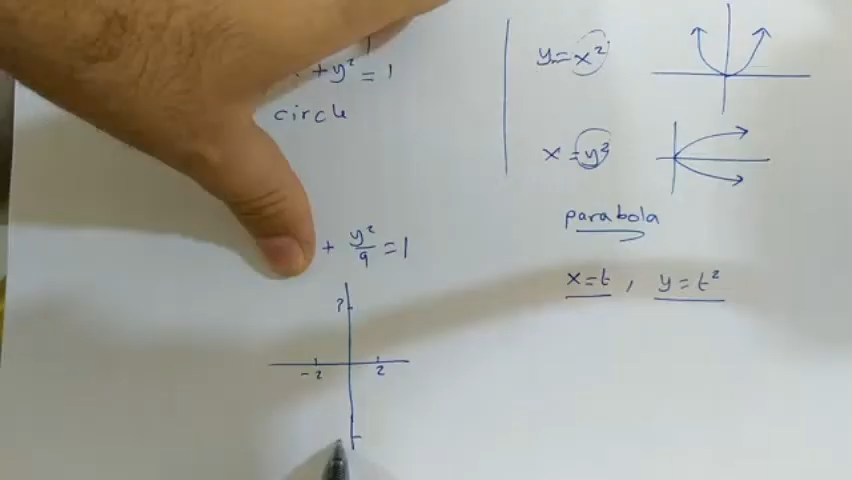 + y² = 1
circle
+ y²/9 = 1
-2 2
y = x²
x = y²
parabola
x = t , y = t²